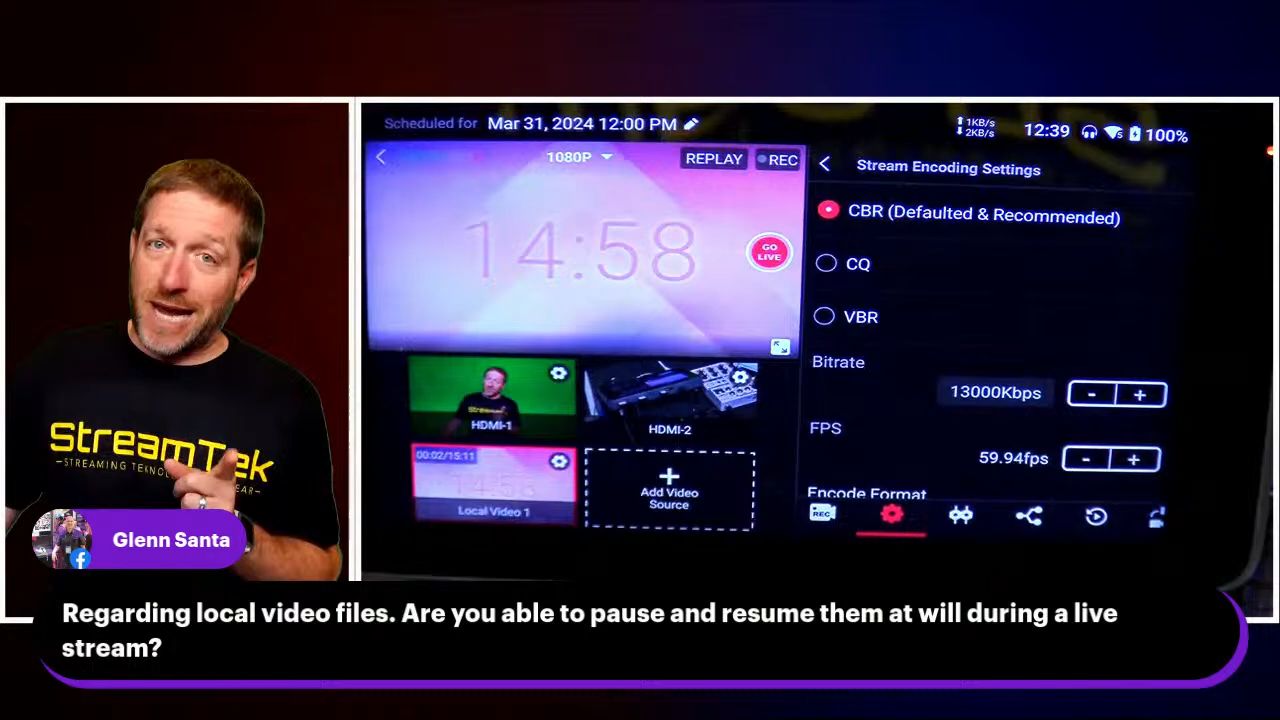 Scheduled for Mar 31, 2024 12:00 PM
1KB/s
2KB/s
12:39
100%
1080P
REPLAY
REC
14:58
GO
LIVE
Stream Encoding Settings
CBR (Defaulted & Recommended)
CQ
VBR
Bitrate
13000Kbps
- +
FPS
59.94fps
- +
Encode Format
REC
HDMI-1
HDMI-2
00:02/15:11
14:58
Local Video 1
+
Add Video
Source
StreamTek
Glenn Santa
Regarding local video files. Are you able to pause and resume them at will during a live
stream?